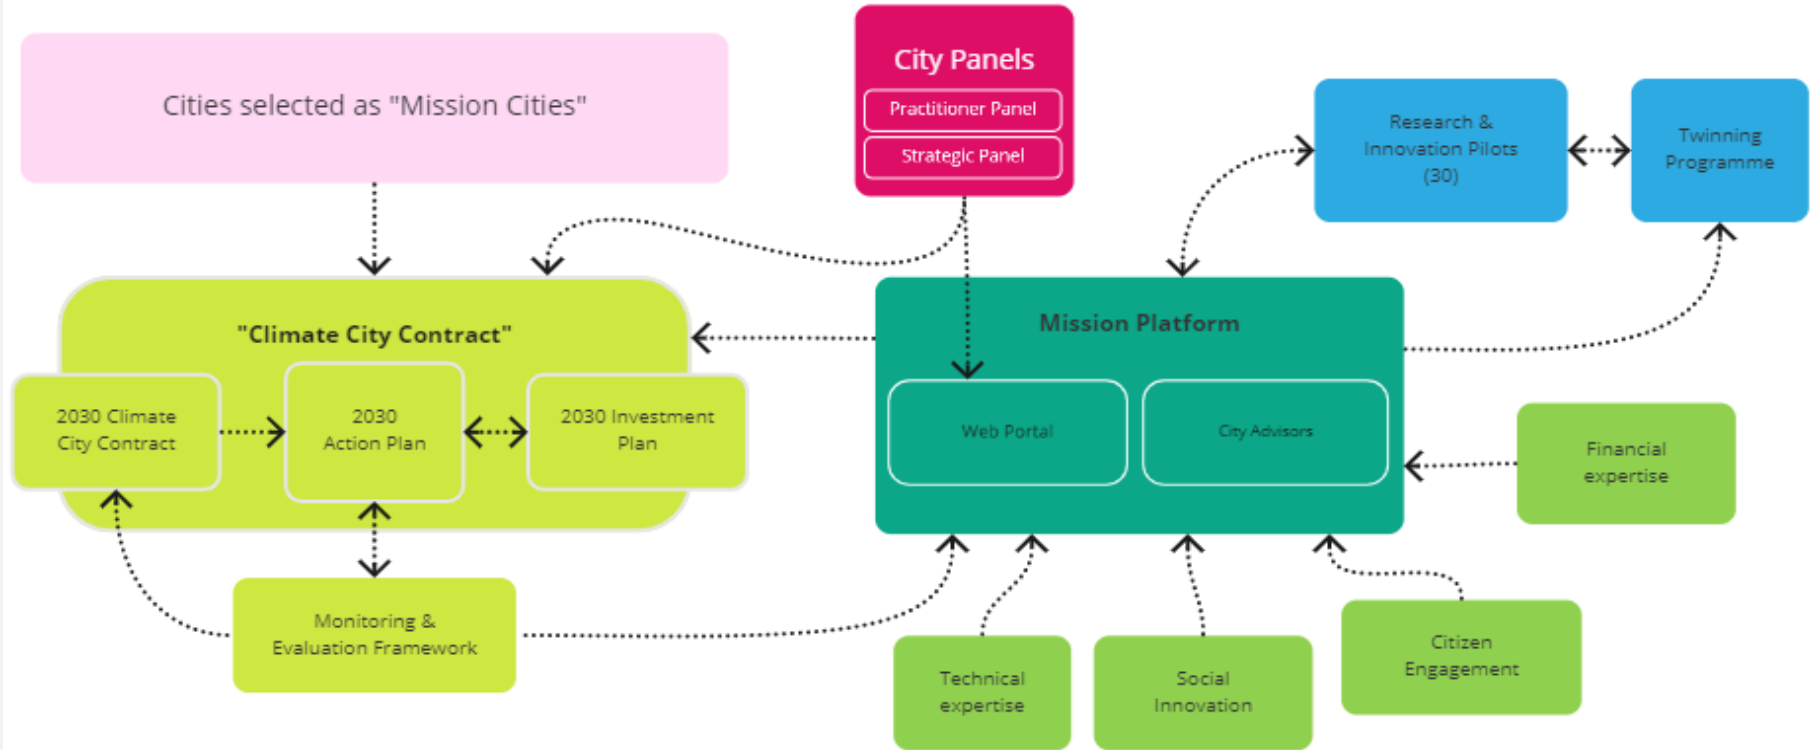 Cities selected as "Mission Cities"
City Panels
Practitioner Panel
Strategic Panel
Research &
Innovation Pilots
(30)
Twinning
Programme
"Climate City Contract"
2030 Climate
City Contract
2030
Action Plan
2030 Investment
Plan
Mission Platform
Web Portal
City Advisors
Financial
expertise
Monitoring &
Evaluation Framework
Technical
expertise
Social
Innovation
Citizen
Engagement